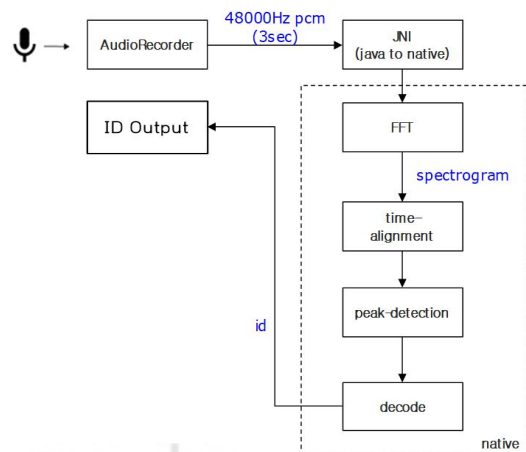 48000Hz pcm
(3sec)
AudioRecorder
JNI
(java to native)
ID Output
FFT
spectrogram
time-
alignment
peak-detection
id
decode
native